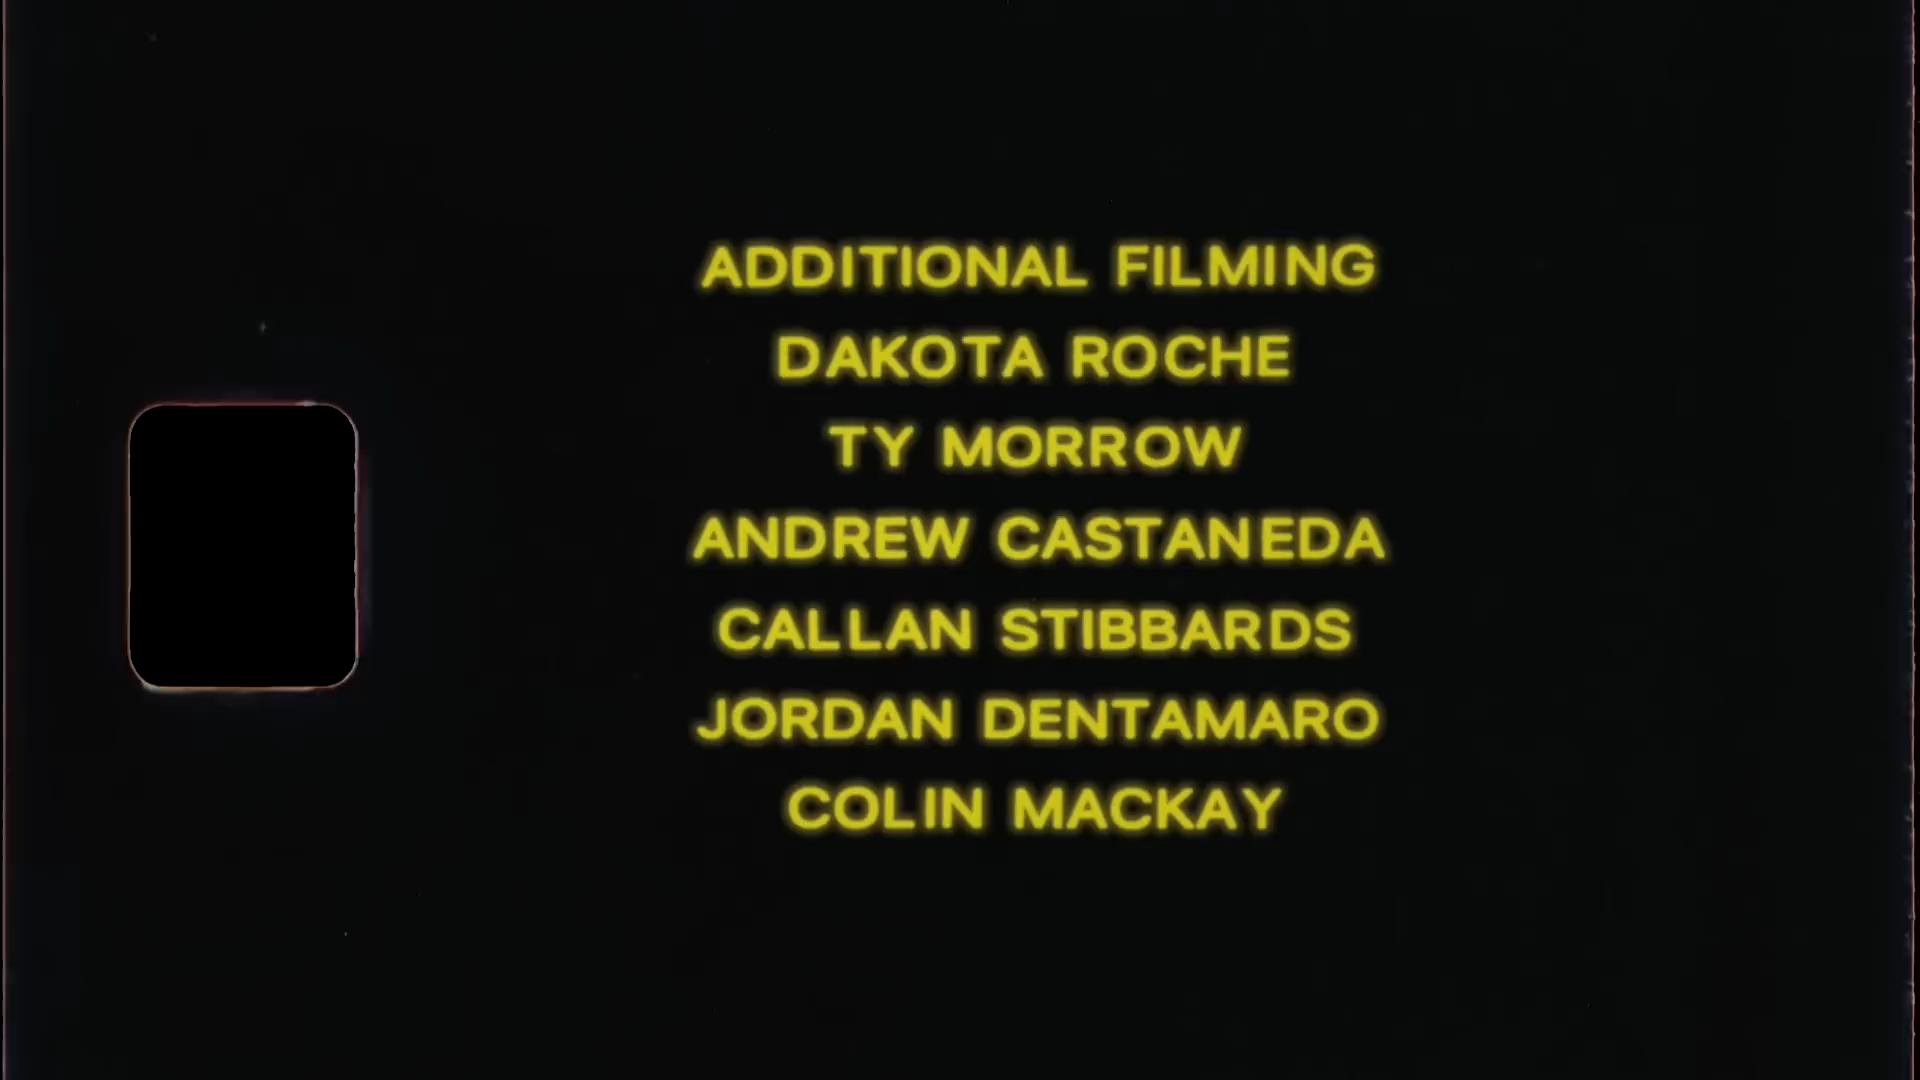 ADDITIONAL FILMING
DAKOTA ROCHE
TY MORROW
ANDREW CASTANEDA
CALLAN STIBBARDS
JORDAN DENTAMARO
COLIN MACKAY